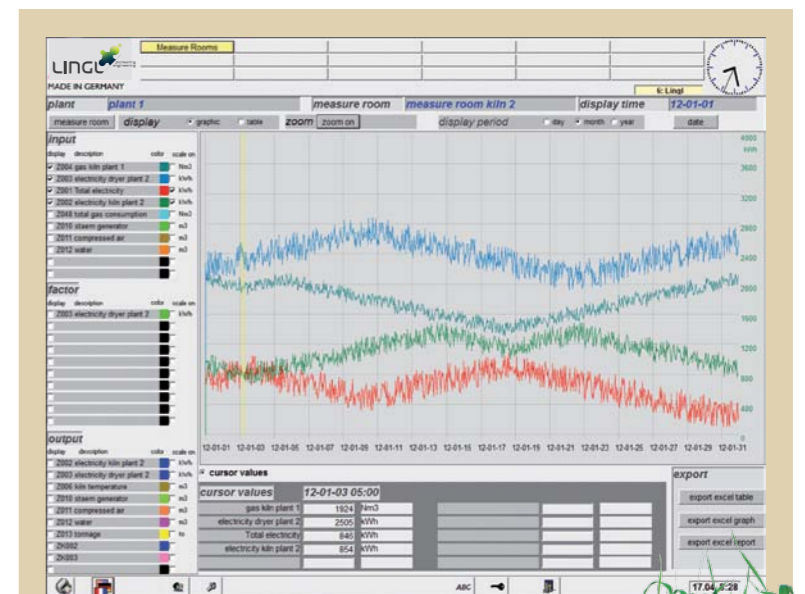 Measure Rooms
LINGL
MADE IN GERMANY
6: Lingl
plant plant 1 measure room measure room kiln 2 display time 12-01-01
measure room display graphic table zoom zoom on display period day month year date
input
display description color scale on
Z004 gas kiln plant 1 Nm3
Z003 electricity dryer plant 2 kWh
Z001 Total electricity kWh
Z002 electricity kiln plant 2 kWh
Z048 total gas consumption Nm3
Z010 staem generator m3
Z011 compressed air m3
Z012 water m3
factor
display description color scale on
Z003 electricity dryer plant 2 kWh
output
display description color scale on
Z002 electricity kiln plant 2 kWh
Z003 electricity dryer plant 2 kWh
Z006 kiln temperature m3
Z010 staem generator m3
Z011 compressed air m3
Z012 water m3
Z013 tonnage to
ZK002
ZK003
4000
kWh
3600
3200
2800
2400
2000
1600
1200
800
400
0
12-01-01 12-01-03 12-01-05 12-01-07 12-01-09 12-01-11 12-01-13 12-01-15 12-01-17 12-01-19 12-01-21 12-01-23 12-01-25 12-01-27 12-01-29 12-01-31
cursor values
cursor values 12-01-03 05:00
gas kiln plant 1 1924 Nm3
electricity dryer plant 2 2505 kWh
Total electricity 846 kWh
electricity kiln plant 2 854 kWh
export
export excel table
export excel graph
export excel report
ABC
17.04. 5:28